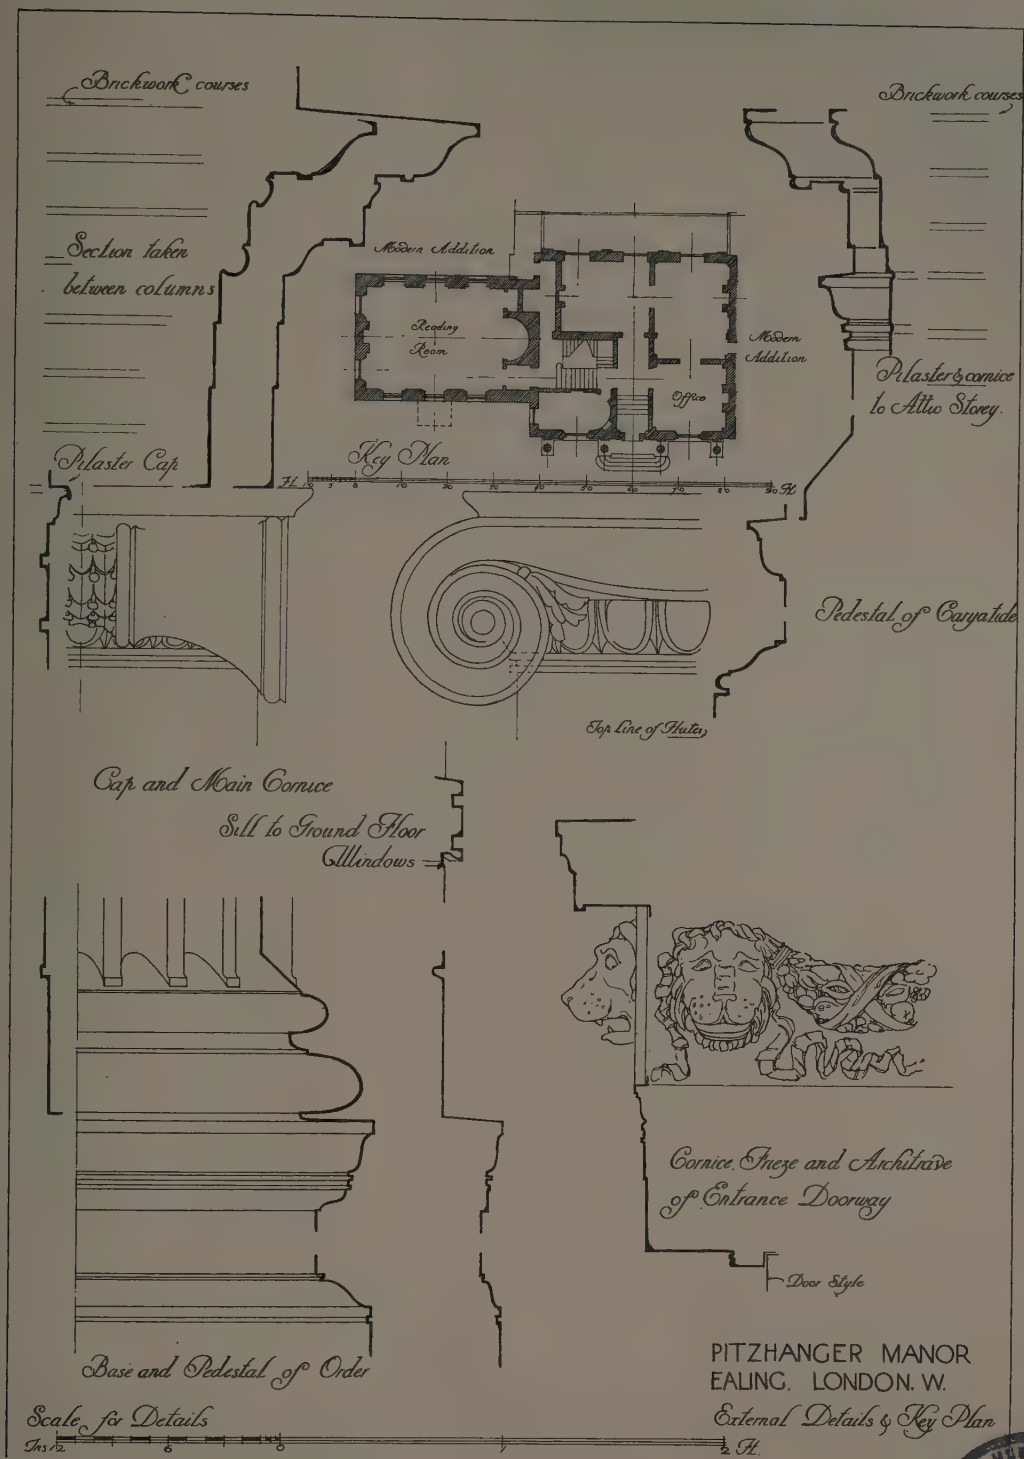 Brickwork courses
Brickwork courses
Section taken
between columns
Modern Addition
Reading
Room
Modern
Addition
Office
Pilaster & cornice
to Attic Storey.
Pilaster Cap
Key Plan
Ft. 10 5 0 10 20 30 40 50 60 70 80 90 Ft
Pedestal of Caryatide
Top Line of Flutes
Cap and Main Cornice
Sill to Ground Floor
Windows
Cornice, Frieze and Architrave
of Entrance Doorway
Door Style
Base and Pedestal of Order
PITZHANGER MANOR
EALING, LONDON. W.
External Details & Key Plan
Scale for Details
Ins 12 6 0 1 2 Ft.